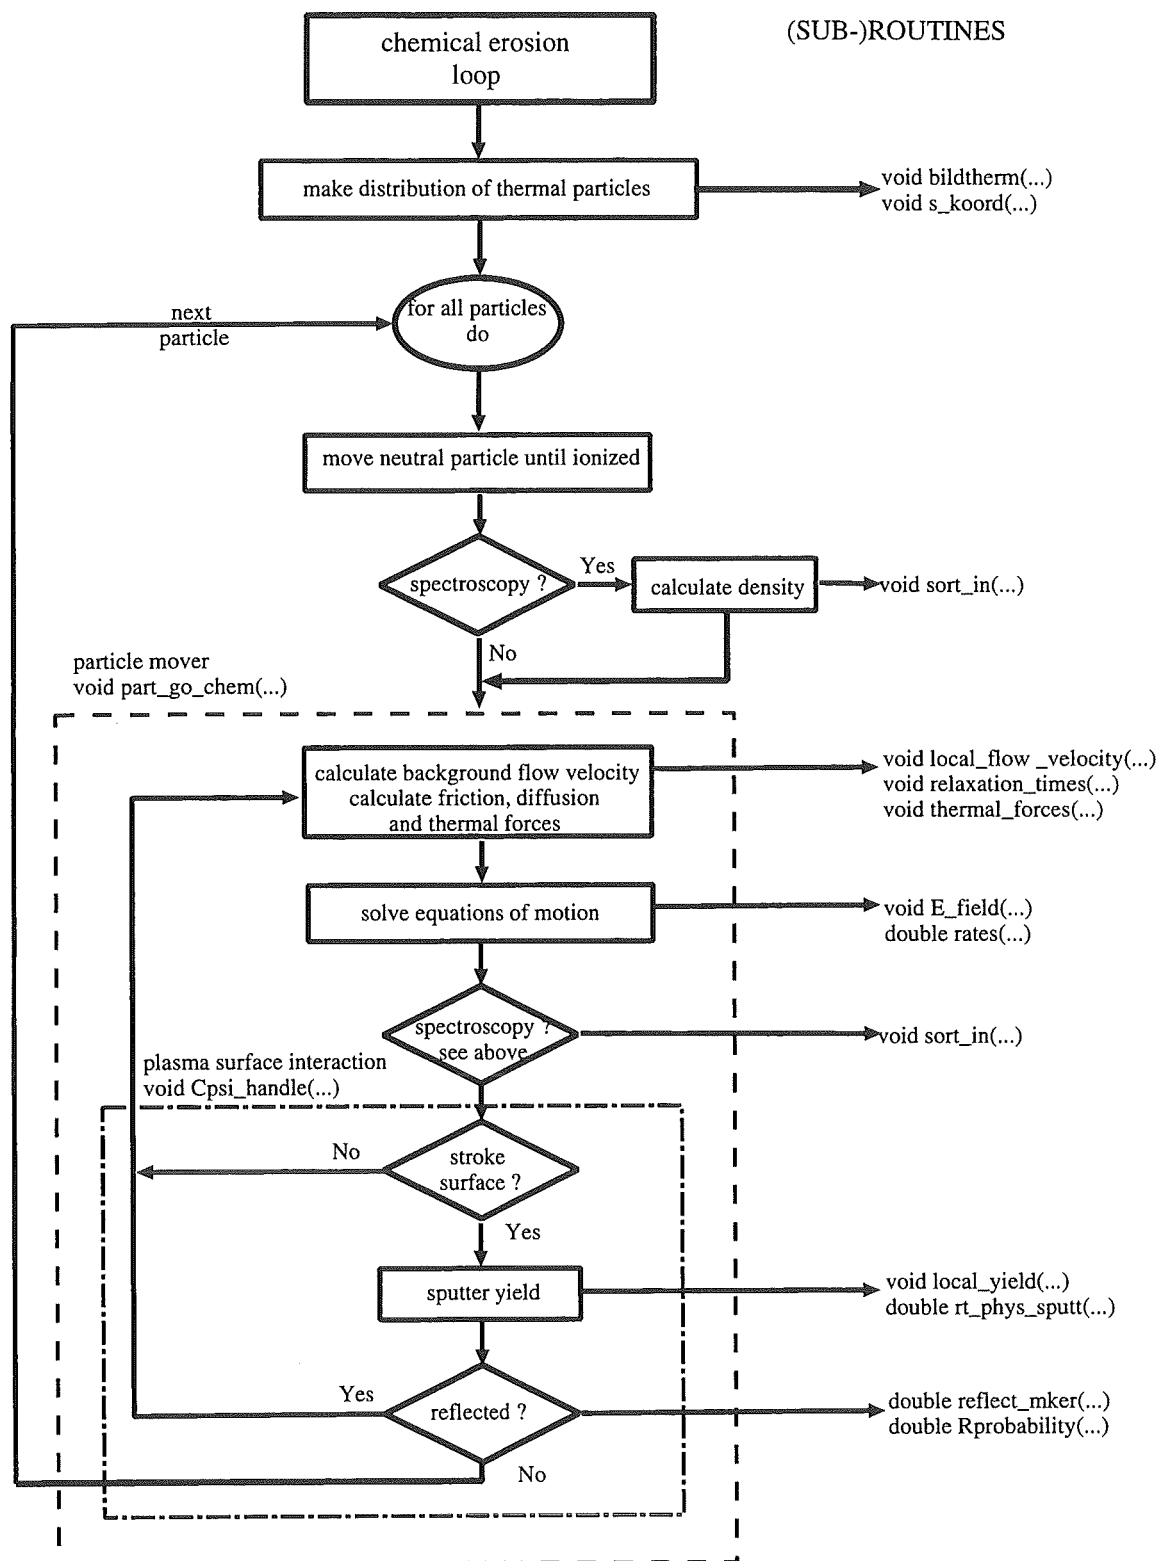 (SUB-)ROUTINES
chemical erosion
loop
make distribution of thermal particles
void bildtherm(...)
void s_koord(...)
for all particles
do
next
particle
move neutral particle until ionized
spectroscopy ?
Yes
calculate density
void sort_in(...)
No
particle mover
void part_go_chem(...)
calculate background flow velocity
calculate friction, diffusion
and thermal forces
void local_flow _velocity(...)
void relaxation_times(...)
void thermal_forces(...)
solve equations of motion
void E_field(...)
double rates(...)
spectroscopy ?
see above
void sort_in(...)
plasma surface interaction
void Cpsi_handle(...)
stroke
surface ?
No
Yes
sputter yield
void local_yield(...)
double rt_phys_sputt(...)
reflected ?
Yes
double reflect_mker(...)
double Rprobability(...)
No